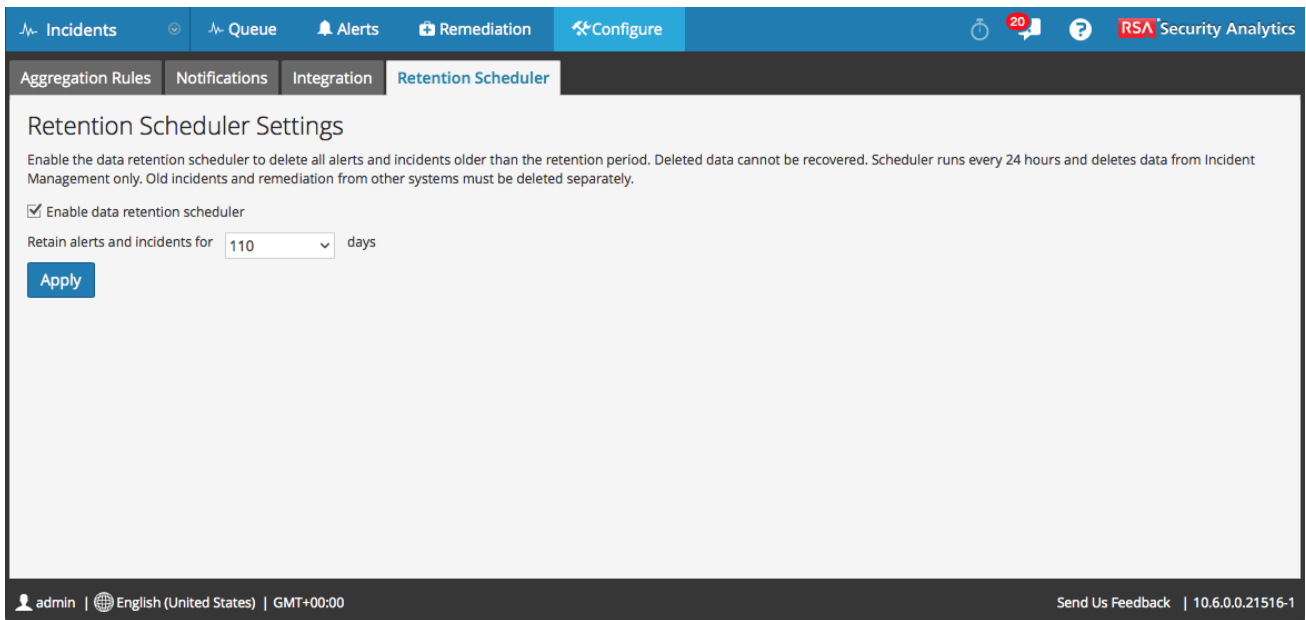 Incidents Queue Alerts Remediation Configure 20 RSA Security Analytics
Aggregation Rules Notifications Integration Retention Scheduler
Retention Scheduler Settings
Enable the data retention scheduler to delete all alerts and incidents older than the retention period. Deleted data cannot be recovered. Scheduler runs every 24 hours and deletes data from Incident
Management only. Old incidents and remediation from other systems must be deleted separately.
Enable data retention scheduler
Retain alerts and incidents for 110 days
Apply
admin | English (United States) | GMT+00:00 Send Us Feedback | 10.6.0.0.21516-1